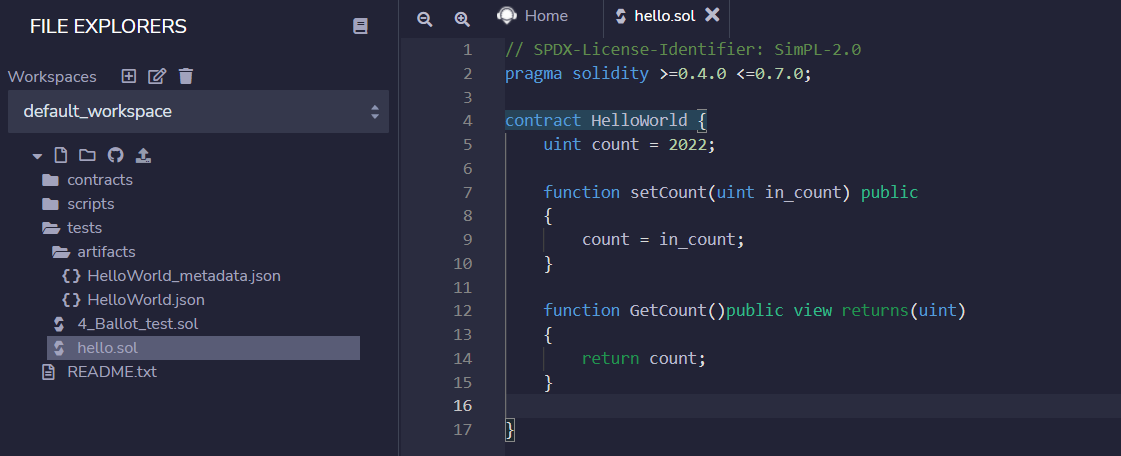 FILE EXPLORERS
Workspaces
default_workspace
contracts
scripts
tests
artifacts
{} HelloWorld_metadata.json
{} HelloWorld.json
4_Ballot_test.sol
hello.sol
README.txt
Home
hello.sol
1 // SPDX-License-Identifier: SimPL-2.0
2 pragma solidity >=0.4.0 <=0.7.0;
3
4 contract HelloWorld {
5 uint count = 2022;
6
7 function setCount(uint in_count) public
8 {
9 count = in_count;
10 }
11
12 function GetCount()public view returns(uint)
13 {
14 return count;
15 }
16
17 }